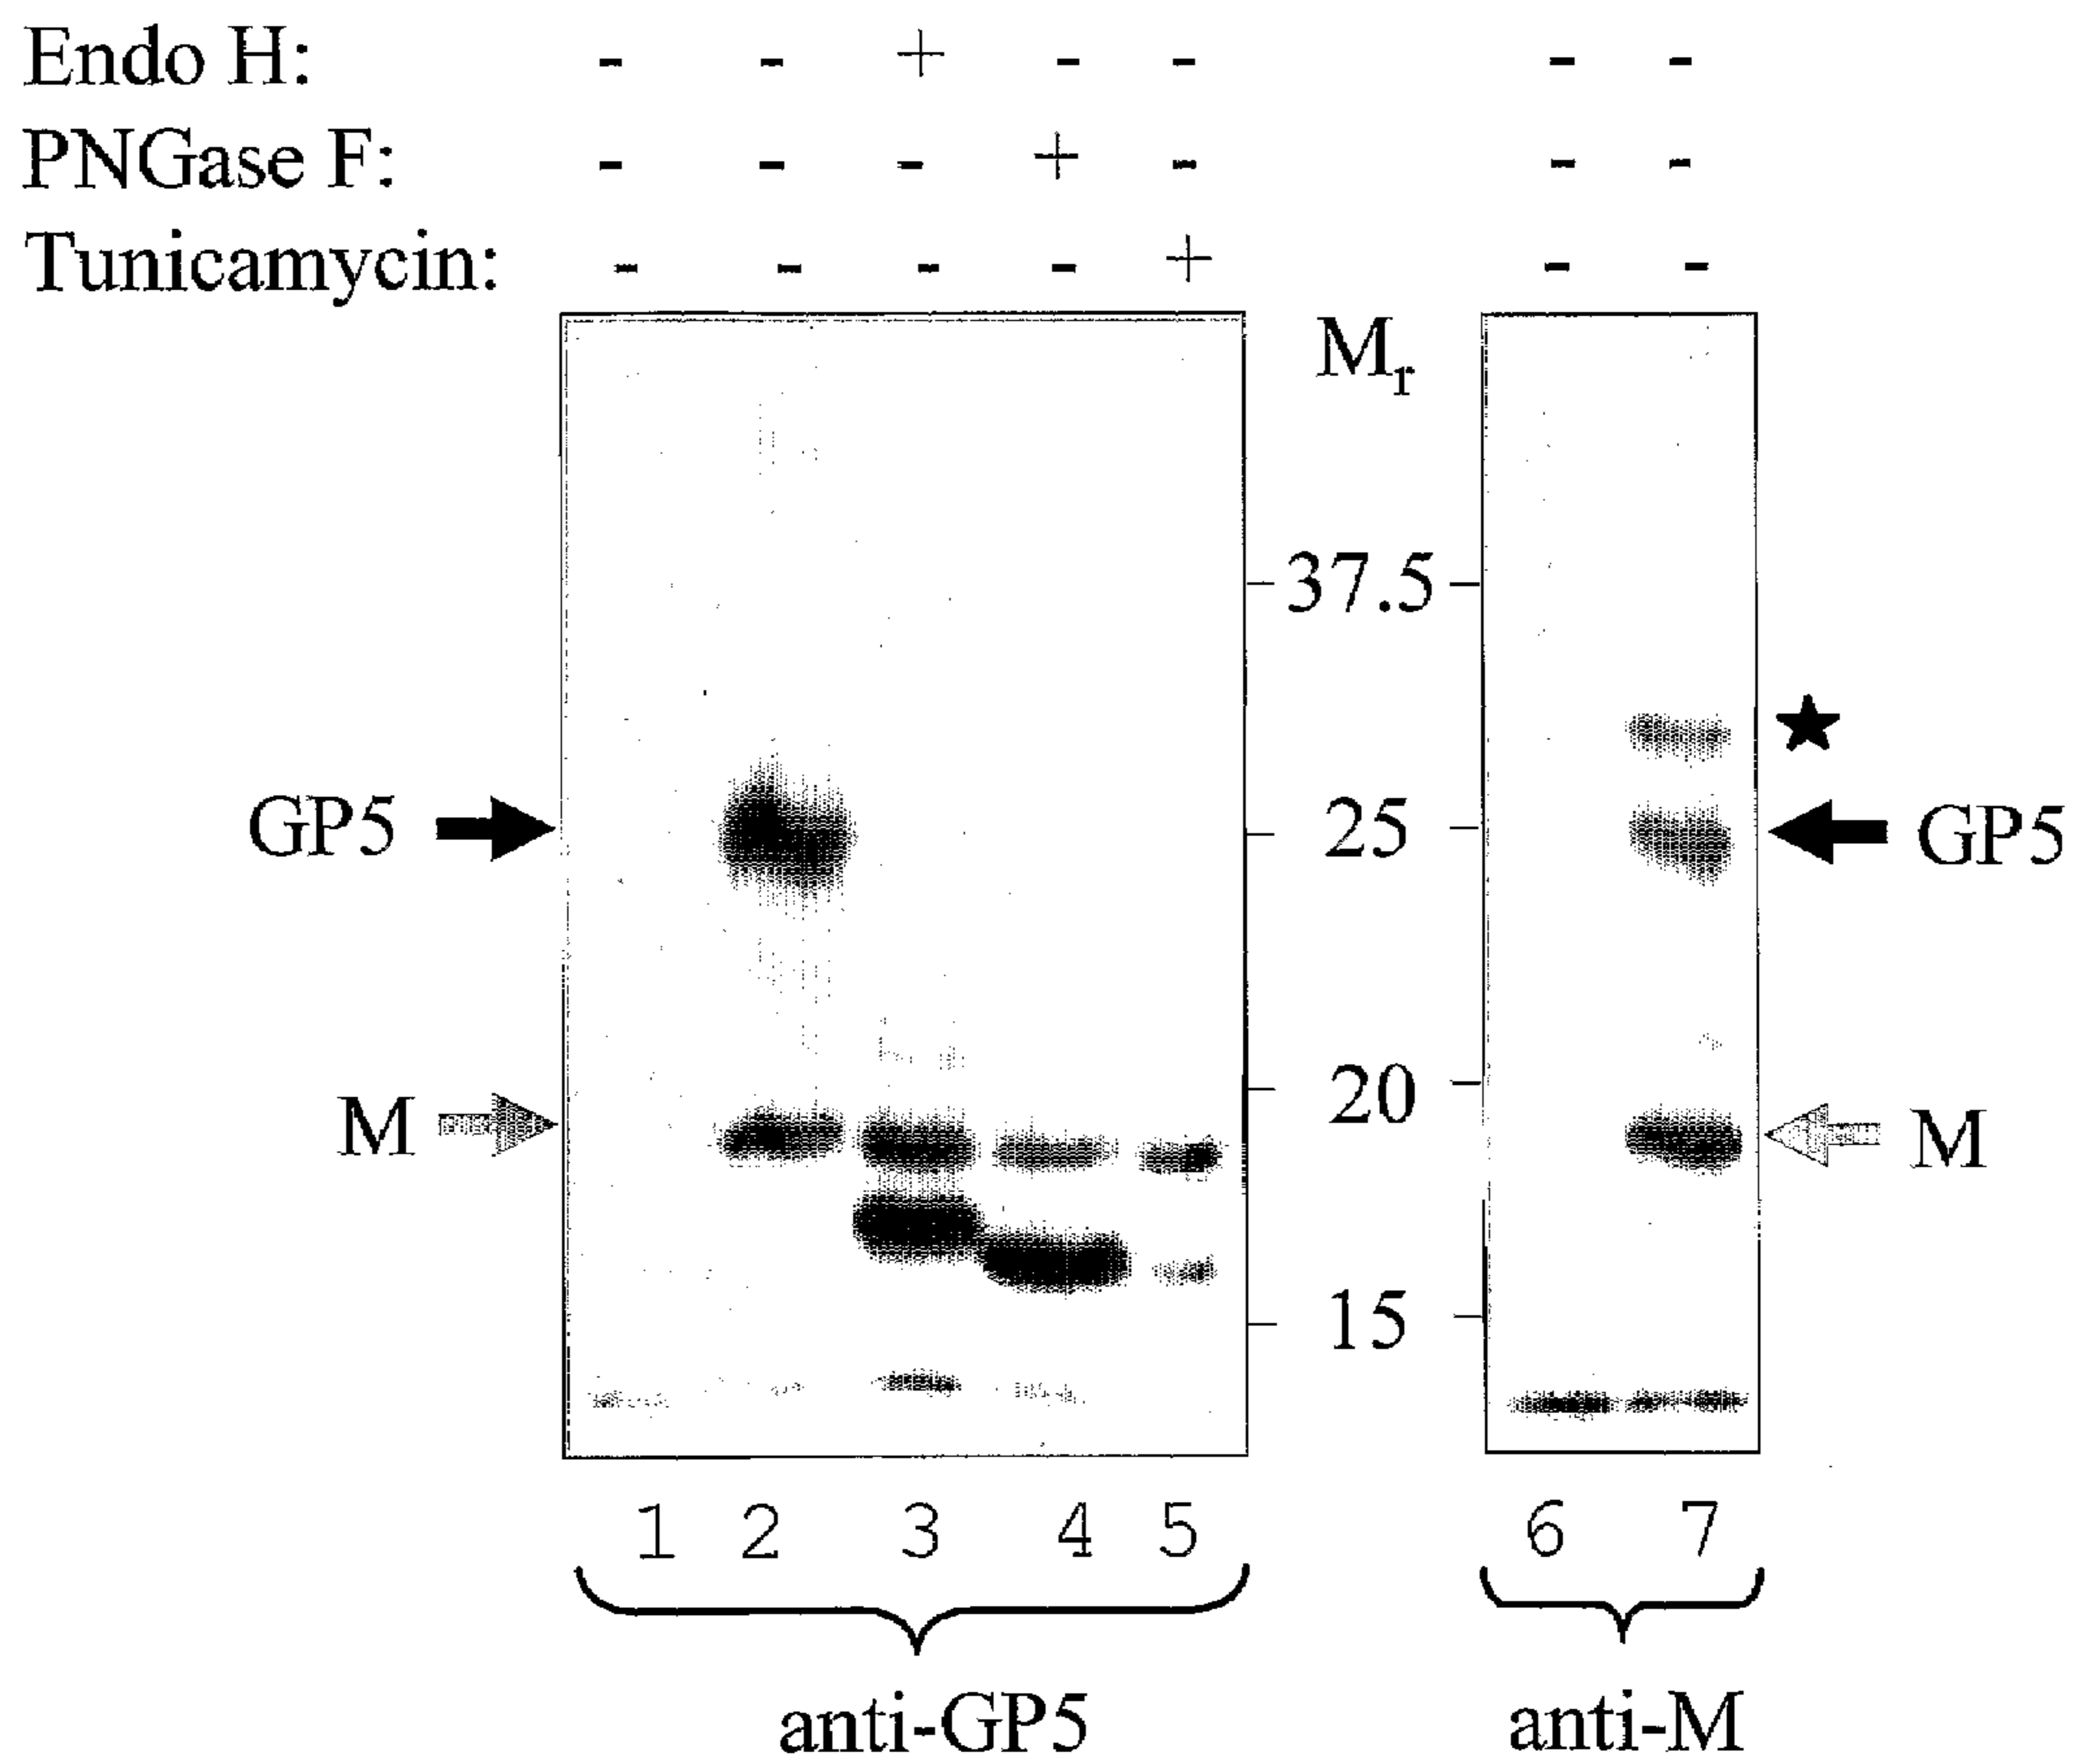 Endo H: - - + - - - -
PNGase F: - - - + - - -
Tunicamycin: - - - - + - -
Mr
37.5
★
GP5 25 GP5
20
M M
15
1 2 3 4 5 6 7
anti-GP5 anti-M